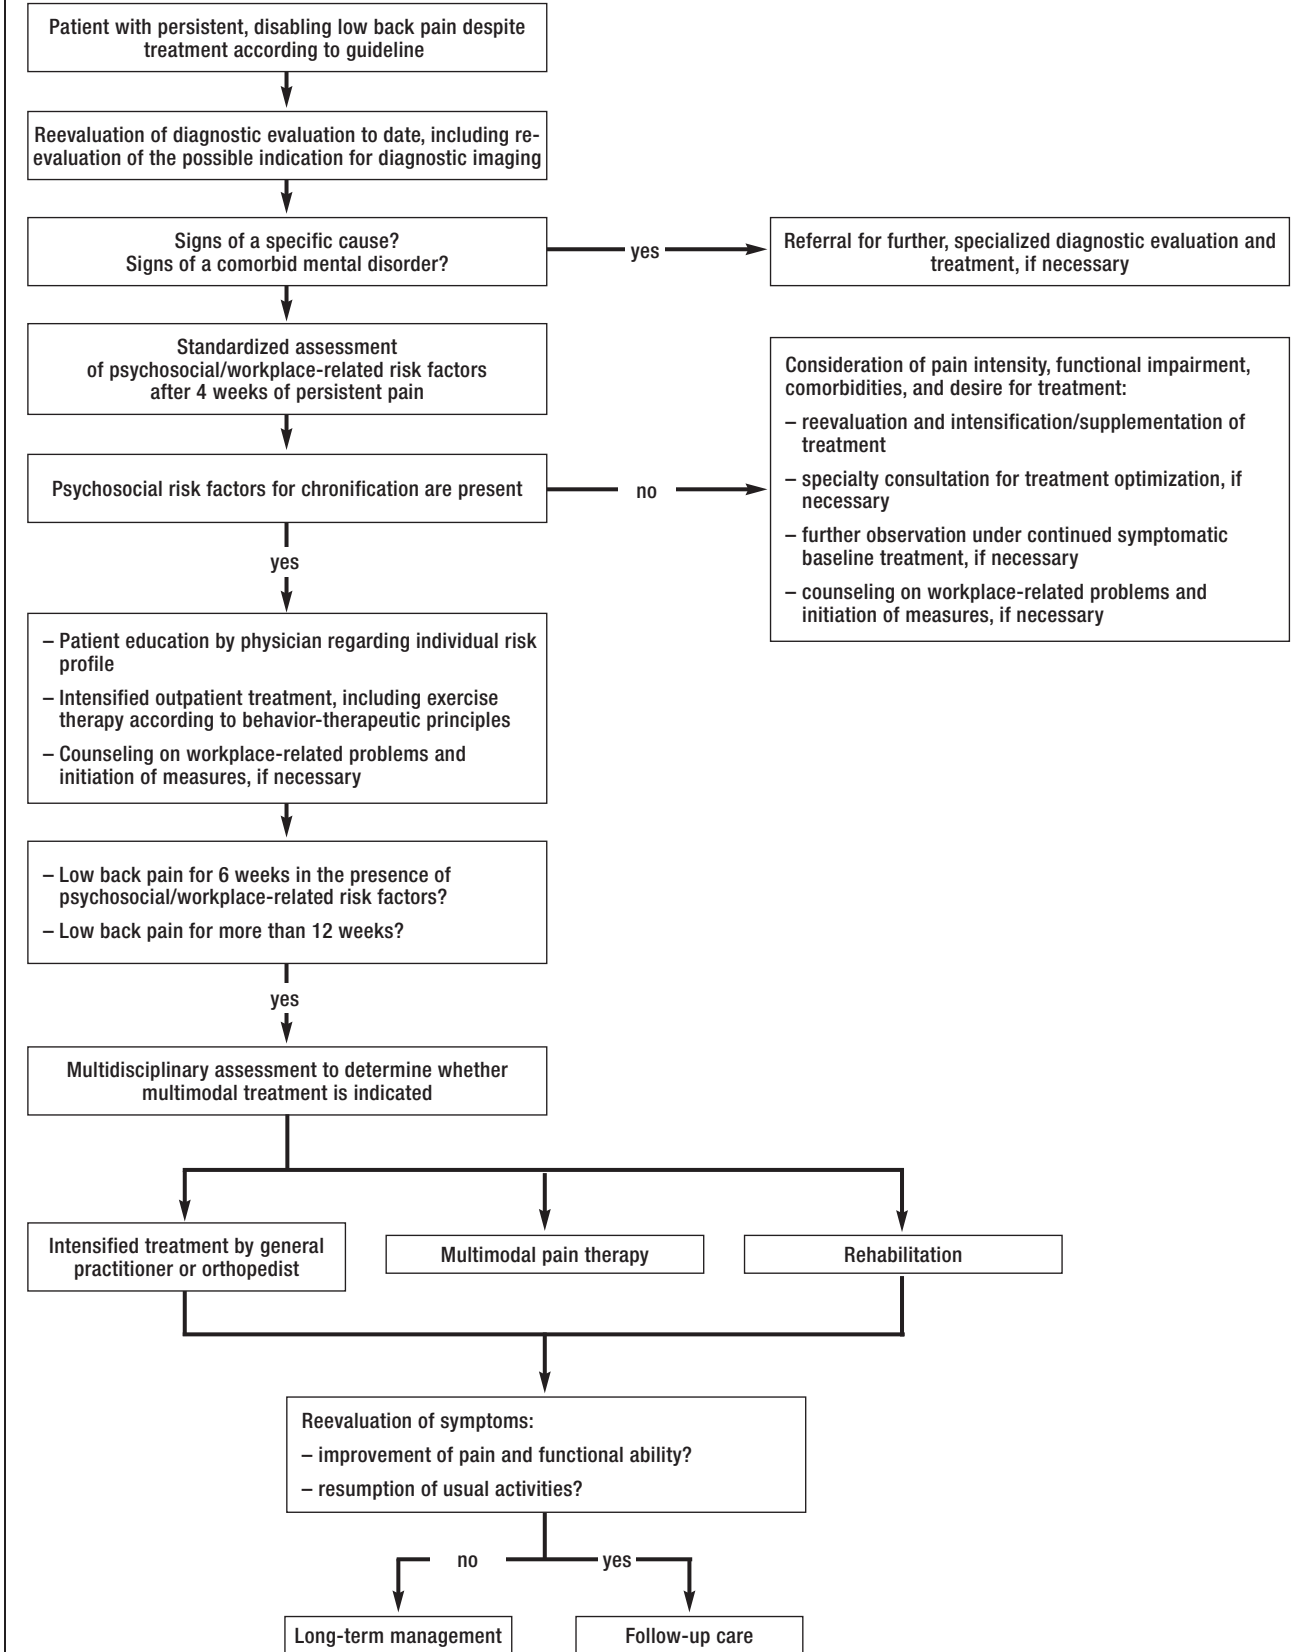 Patient with persistent, disabling low back pain despite
treatment according to guideline
Reevaluation of diagnostic evaluation to date, including re-
evaluation of the possible indication for diagnostic imaging
Signs of a specific cause?
Signs of a comorbid mental disorder?
yes
Referral for further, specialized diagnostic evaluation and
treatment, if necessary
Standardized assessment
of psychosocial/workplace-related risk factors
after 4 weeks of persistent pain
Psychosocial risk factors for chronification are present
no
Consideration of pain intensity, functional impairment,
comorbidities, and desire for treatment:
– reevaluation and intensification/supplementation of
treatment
– specialty consultation for treatment optimization, if
necessary
– further observation under continued symptomatic
baseline treatment, if necessary
– counseling on workplace-related problems and
initiation of measures, if necessary
yes
– Patient education by physician regarding individual risk
profile
– Intensified outpatient treatment, including exercise
therapy according to behavior-therapeutic principles
– Counseling on workplace-related problems and
initiation of measures, if necessary
– Low back pain for 6 weeks in the presence of
psychosocial/workplace-related risk factors?
– Low back pain for more than 12 weeks?
yes
Multidisciplinary assessment to determine whether
multimodal treatment is indicated
Intensified treatment by general
practitioner or orthopedist
Multimodal pain therapy
Rehabilitation
Reevaluation of symptoms:
– improvement of pain and functional ability?
– resumption of usual activities?
no
yes
Long-term management
Follow-up care